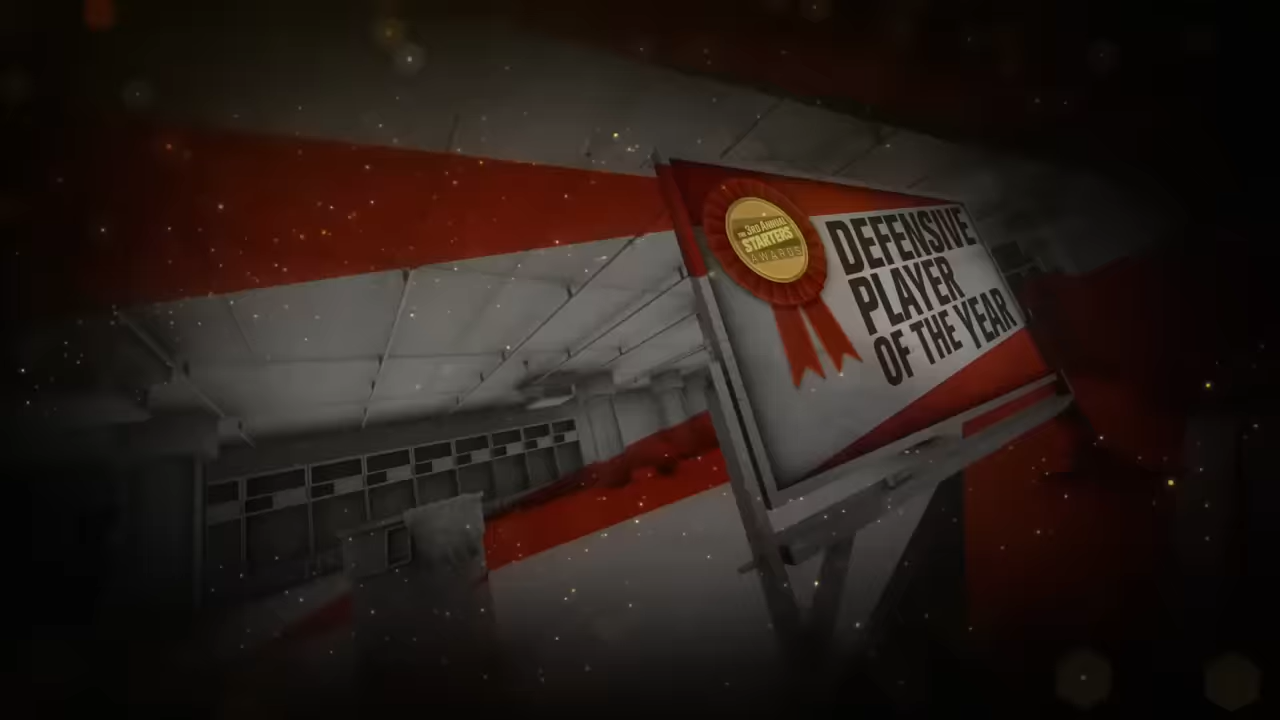 THE 3RD ANNUAL
STARTERS
AWARDS
DEFENSIVE
PLAYER
OF THE YEAR